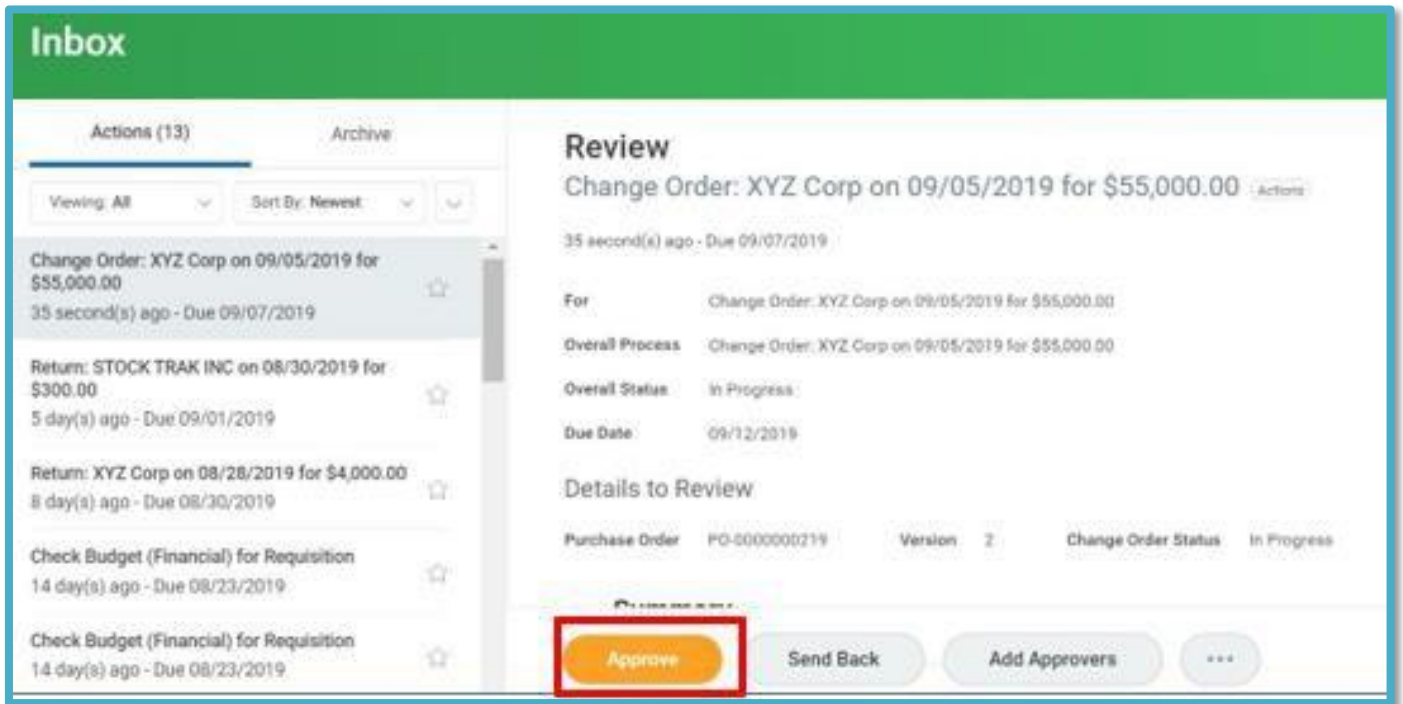 Inbox
Actions (13)
Archive
Viewing: All
Sort By: Newest
Change Order: XYZ Corp on 09/05/2019 for
$55,000.00
35 second(s) ago - Due 09/07/2019
Return: STOCK TRAK INC on 08/30/2019 for
$300.00
5 day(s) ago - Due 09/01/2019
Return: XYZ Corp on 08/28/2019 for $4,000.00
8 day(s) ago - Due 08/30/2019
Check Budget (Financial) for Requisition
14 day(s) ago - Due 08/23/2019
Check Budget (Financial) for Requisition
14 day(s) ago - Due 08/23/2019
Review
Change Order: XYZ Corp on 09/05/2019 for $55,000.00 Actions
35 second(s) ago - Due 09/07/2019
For Change Order: XYZ Corp on 09/05/2019 for $55,000.00
Overall Process Change Order: XYZ Corp on 09/05/2019 for $55,000.00
Overall Status In Progress
Due Date 09/12/2019
Details to Review
Purchase Order PO-0000000219 Version 2 Change Order Status In Progress
Summary
Approve
Send Back
Add Approvers